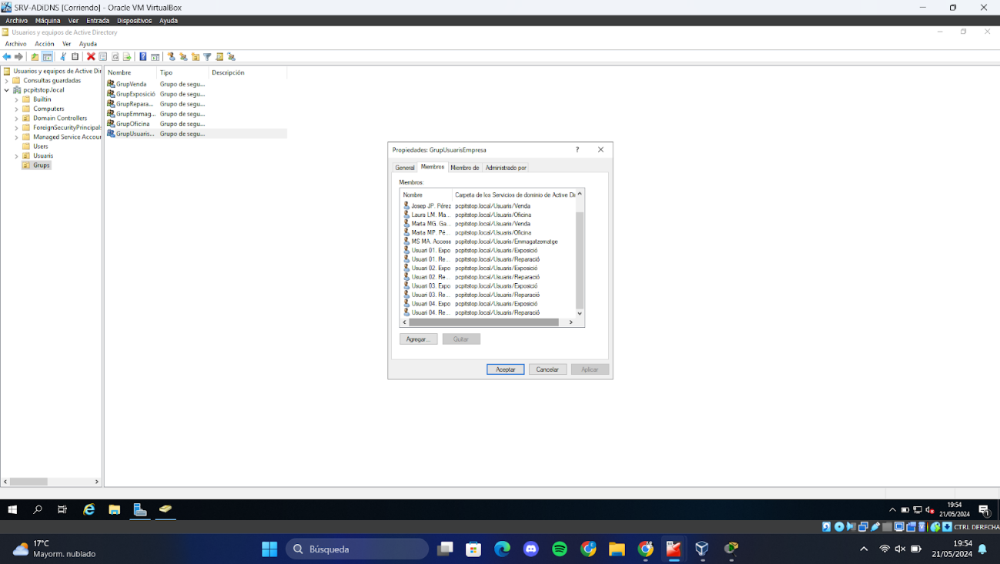 SRV-ADiDNS [Corriendo] - Oracle VM VirtualBox
Archivo Máquina Ver Entrada Dispositivos Ayuda
Usuarios y equipos de Active Directory
Archivo Acción Ver Ayuda
Usuarios y equipos de Active Dir
Consultas guardadas
pcpitstop.local
Builtin
Computers
Domain Controllers
ForeignSecurityPrincipals
Managed Service Accour
Users
Usuaris
Grups
Nombre Tipo Descripción
GrupVenda Grupo de segu...
GrupExposició Grupo de segu...
GrupRepara... Grupo de segu...
GrupEmmag... Grupo de segu...
GrupOficina Grupo de segu...
GrupUsuaris... Grupo de segu...
Propiedades: GrupUsuarisEmpresa ?
General Miembros Miembro de Administrado por
Miembros:
Nombre Carpeta de los Servicios de dominio de Active Dir
Josep JP. Pérez pcpitstop.local/Usuaris/Venda
Laura LM. Ma... pcpitstop.local/Usuaris/Oficina
Marta MG. Ga... pcpitstop.local/Usuaris/Venda
Marta MP. Pé... pcpitstop.local/Usuaris/Oficina
MS MA. Access pcpitstop.local/Usuaris/Emmagatzematge
Usuari 01. Expo pcpitstop.local/Usuaris/Exposició
Usuari 01. Re... pcpitstop.local/Usuaris/Reparació
Usuari 02. Expo pcpitstop.local/Usuaris/Exposició
Usuari 02. Re... pcpitstop.local/Usuaris/Reparació
Usuari 03. Expo pcpitstop.local/Usuaris/Exposició
Usuari 03. Re... pcpitstop.local/Usuaris/Reparació
Usuari 04. Expo pcpitstop.local/Usuaris/Exposició
Usuari 04. Re... pcpitstop.local/Usuaris/Reparació
Agregar... Quitar
Aceptar Cancelar Aplicar
19:54
21/05/2024
1
CTRL DERECHA
17°C
Mayorm. nublado
Búsqueda
19:54
21/05/2024